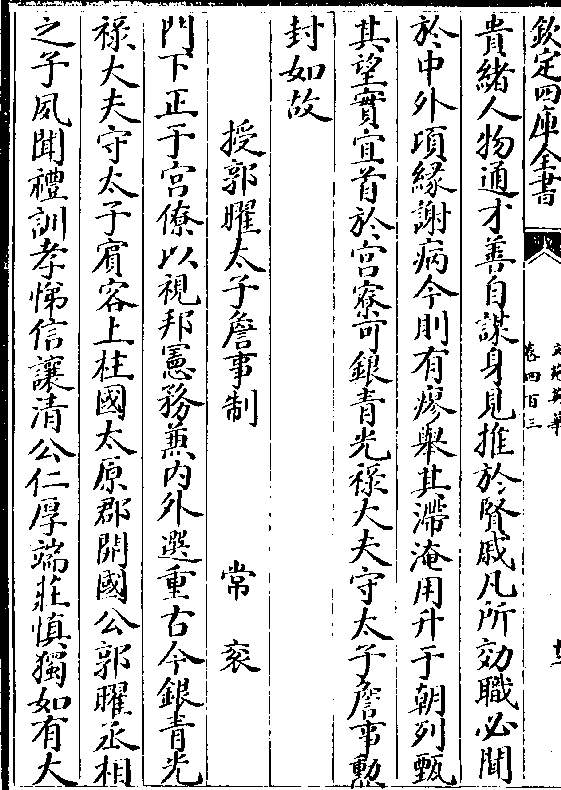 欽定四庫全書
文苑英華
卷四百三
貴緒人物通才善自謀身見推於賢戚凡所効職必聞
於中外項緣謝病今則有瘳舉其滯淹用升于朝列甄
其望實宜首於宮寮可銀青光禄大夫守太子詹事勲
封如故
授郭曜太子詹事制　常衮
門下正于宮僚以視邦憲務兼内外選重古今銀青光
禄大夫守太子賓客上柱國太原郡開國公郭曜丞相
之子夙聞禮訓孝悌信讓清公仁厚端莊慎獨如有大